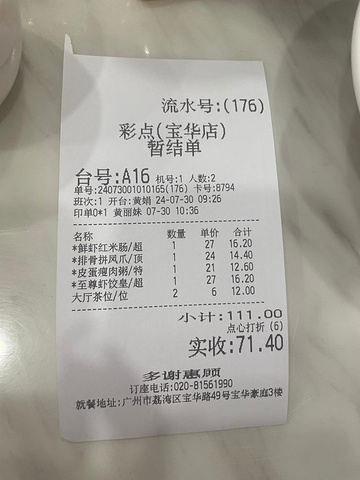 流水号:(176)
彩点(宝华店)
暂结单
台号:A16 机号:1 人数:2
单号:24073001010165(176) 卡号:8794
班次:1 开台:黄娟 24-07-30 09:26
印单0*1 黄丽妹 07-30 10:36
名称 数量 单价 合计
*鲜虾红米肠/超 1 27 16.20
*排骨拼凤爪/顶 1 24 14.40
*皮蛋瘦肉粥/特 1 21 12.60
*至尊虾饺皇/超 1 27 16.20
大厅茶位/位 2 6 12.00
小计:111.00
点心打折 (6)
实收:71.40
多谢惠顾
订座电话:020-81561990
就餐地址:广州市荔湾区宝华路49号宝华豪庭3楼